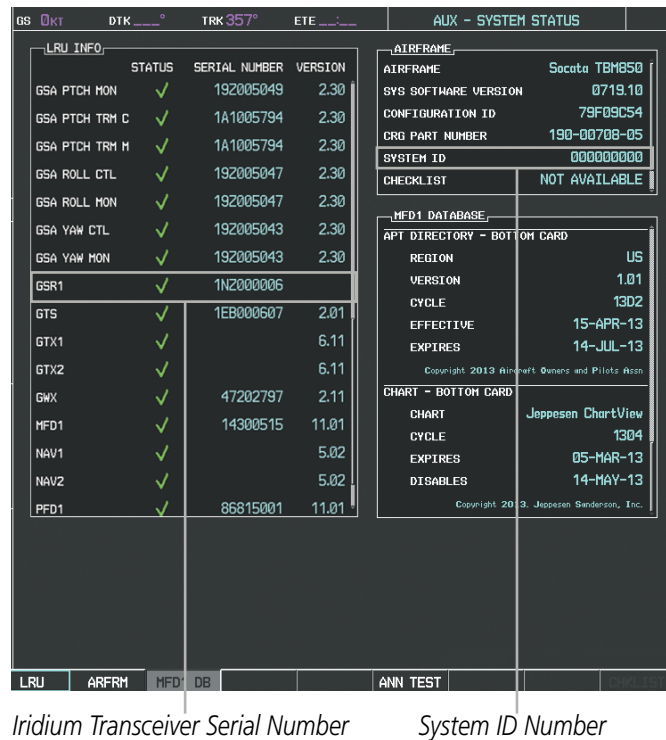 GS 0KT DTK ___° TRK 357° ETE __:__ AUX - SYSTEM STATUS
LRU INFO
STATUS SERIAL NUMBER VERSION
GSA PTCH MON ✓ 19Z005049 2.30
GSA PTCH TRM C ✓ 1A1005794 2.30
GSA PTCH TRM M ✓ 1A1005794 2.30
GSA ROLL CTL ✓ 19Z005047 2.30
GSA ROLL MON ✓ 19Z005047 2.30
GSA YAW CTL ✓ 19Z005043 2.30
GSA YAW MON ✓ 19Z005043 2.30
GSR1 ✓ 1NZ000006
GTS ✓ 1EB000607 2.01
GTX1 ✓ 6.11
GTX2 ✓ 6.11
GWX ✓ 47202797 2.11
MFD1 ✓ 14300515 11.01
NAV1 ✓ 5.02
NAV2 ✓ 5.02
PFD1 ✓ 86815001 11.01
AIRFRAME
AIRFRAME Socata TBM850
SYS SOFTWARE VERSION 0719.10
CONFIGURATION ID 79F09C54
CRG PART NUMBER 190-00708-05
SYSTEM ID 000000000
CHECKLIST NOT AVAILABLE
MFD1 DATABASE
APT DIRECTORY - BOTTOM CARD
REGION US
VERSION 1.01
CYCLE 13D2
EFFECTIVE 15-APR-13
EXPIRES 14-JUL-13
Copyright 2013 Aircraft Owners and Pilots Assn
CHART - BOTTOM CARD
CHART Jeppesen ChartView
CYCLE 1304
EXPIRES 05-MAR-13
DISABLES 14-MAY-13
Copyright 2013. Jeppesen Sanderson, Inc.
LRU ARFRM MFD1 DB ANN TEST CHKLIST
Iridium Transceiver Serial Number System ID Number